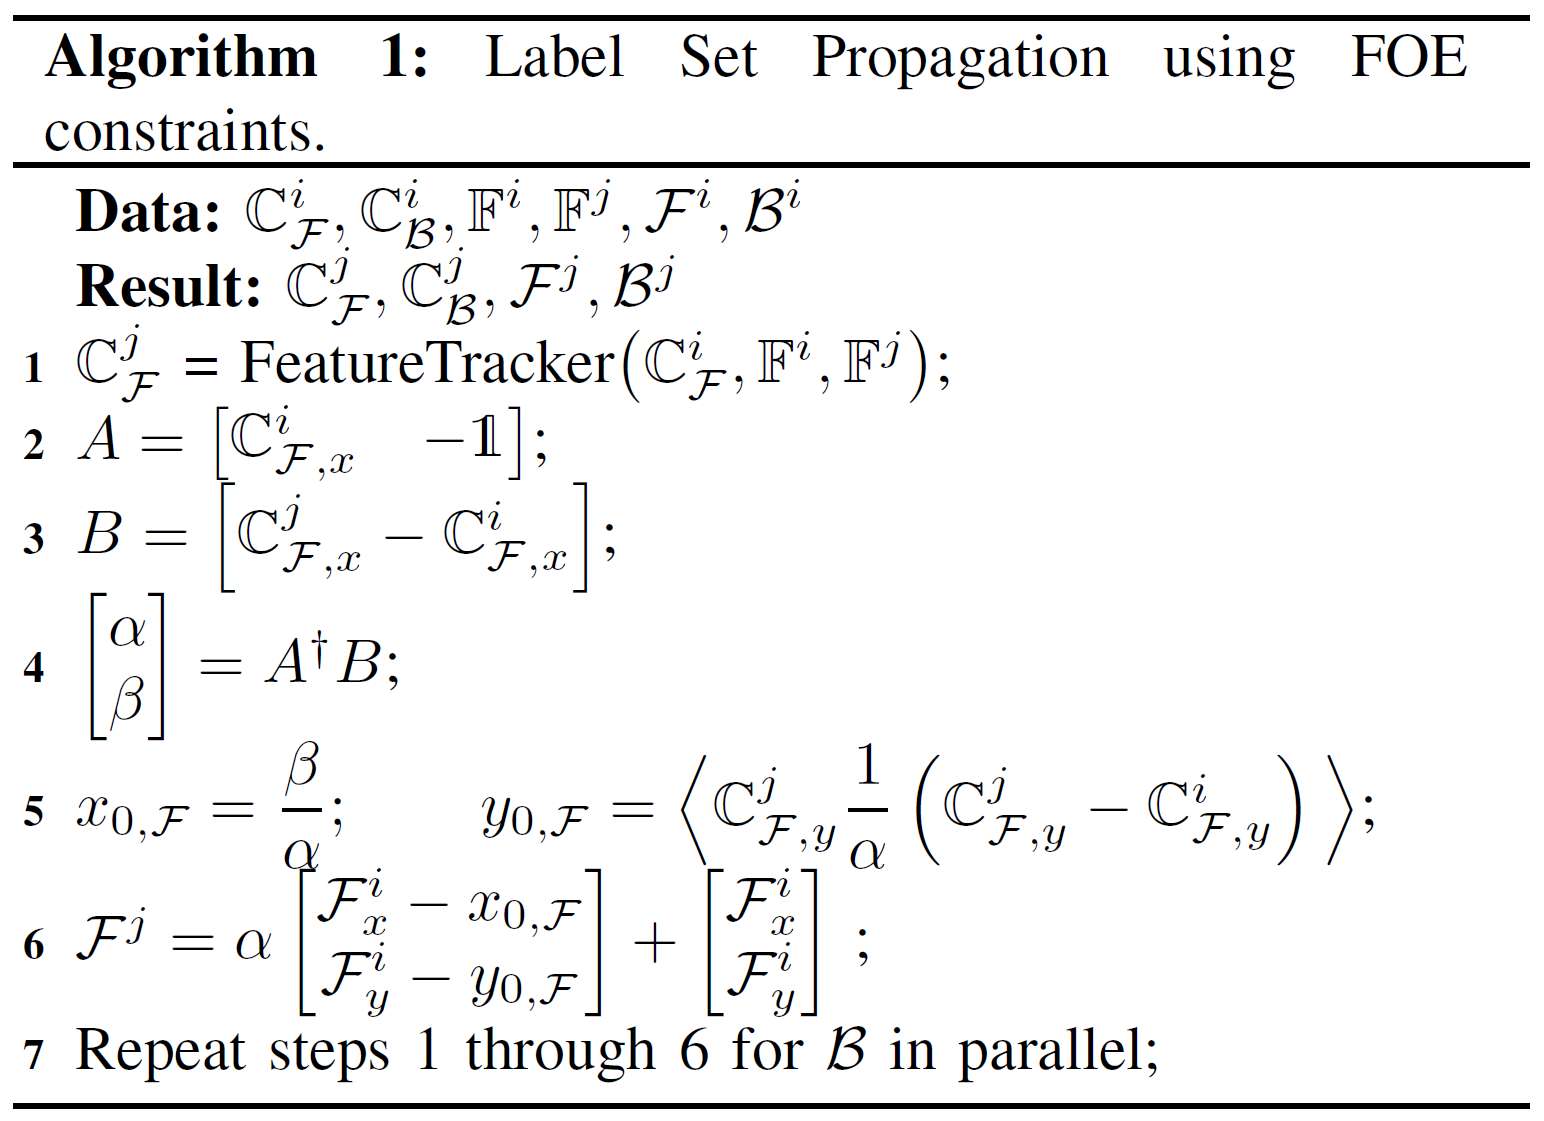 Algorithm 1: Label Set Propagation using FOE
constraints.
Data: $\mathbb{C}^i_{\mathcal{F}}, \mathbb{C}^i_{\mathcal{B}}, \mathbb{F}^i, \mathbb{F}^j, \mathcal{F}^i, \mathcal{B}^i$
Result: $\mathbb{C}^j_{\mathcal{F}}, \mathbb{C}^j_{\mathcal{B}}, \mathcal{F}^j, \mathcal{B}^j$
1 $\mathbb{C}^j_{\mathcal{F}}$ = FeatureTracker$(\mathbb{C}^i_{\mathcal{F}}, \mathbb{F}^i, \mathbb{F}^j)$;
2 $A = \begin{bmatrix} \mathbb{C}^i_{\mathcal{F},x} & -\mathbb{1} \end{bmatrix}$;
3 $B = \begin{bmatrix} \mathbb{C}^j_{\mathcal{F},x} - \mathbb{C}^i_{\mathcal{F},x} \end{bmatrix}$;
4 $\begin{bmatrix} \alpha \\ \beta \end{bmatrix} = A^\dagger B$;
5 $x_{0,\mathcal{F}} = \frac{\beta}{\alpha}$; $y_{0,\mathcal{F}} = \left\langle \mathbb{C}^j_{\mathcal{F},y} \frac{1}{\alpha} \left( \mathbb{C}^j_{\mathcal{F},y} - \mathbb{C}^i_{\mathcal{F},y} \right) \right\rangle$;
6 $\mathcal{F}^j = \alpha \begin{bmatrix} \mathcal{F}^i_x - x_{0,\mathcal{F}} \\ \mathcal{F}^i_y - y_{0,\mathcal{F}} \end{bmatrix} + \begin{bmatrix} \mathcal{F}^i_x \\ \mathcal{F}^i_y \end{bmatrix}$;
7 Repeat steps 1 through 6 for $\mathcal{B}$ in parallel;